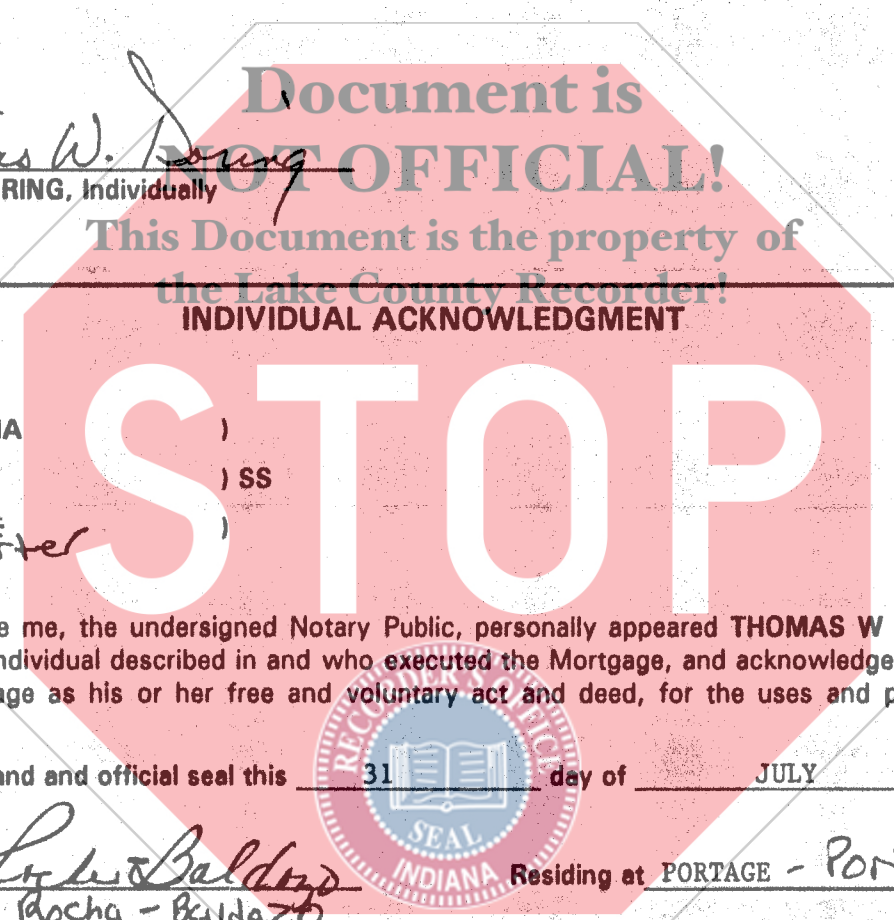 Document is
NOT OFFICIAL!
W. Doring
RING, Individually
This Document is the property of
the Lake County Recorder!
INDIVIDUAL ACKNOWLEDGMENT
STOP
)
) SS
)
me, the undersigned Notary Public, personally appeared THOMAS W
described in and who executed the Mortgage, and acknowledge
as his or her free and voluntary act and deed, for the uses and
and official seal this 31 day of JULY
RECORDER'S OFFICE
SEAL
INDIANA
Residing at PORTAGE - Por
Rocha -